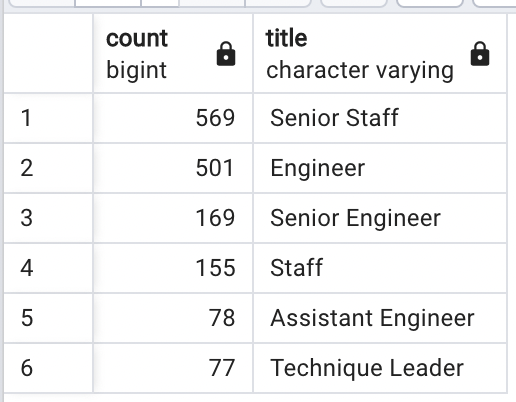 count title
bigint character varying
1 569 Senior Staff
2 501 Engineer
3 169 Senior Engineer
4 155 Staff
5 78 Assistant Engineer
6 77 Technique Leader